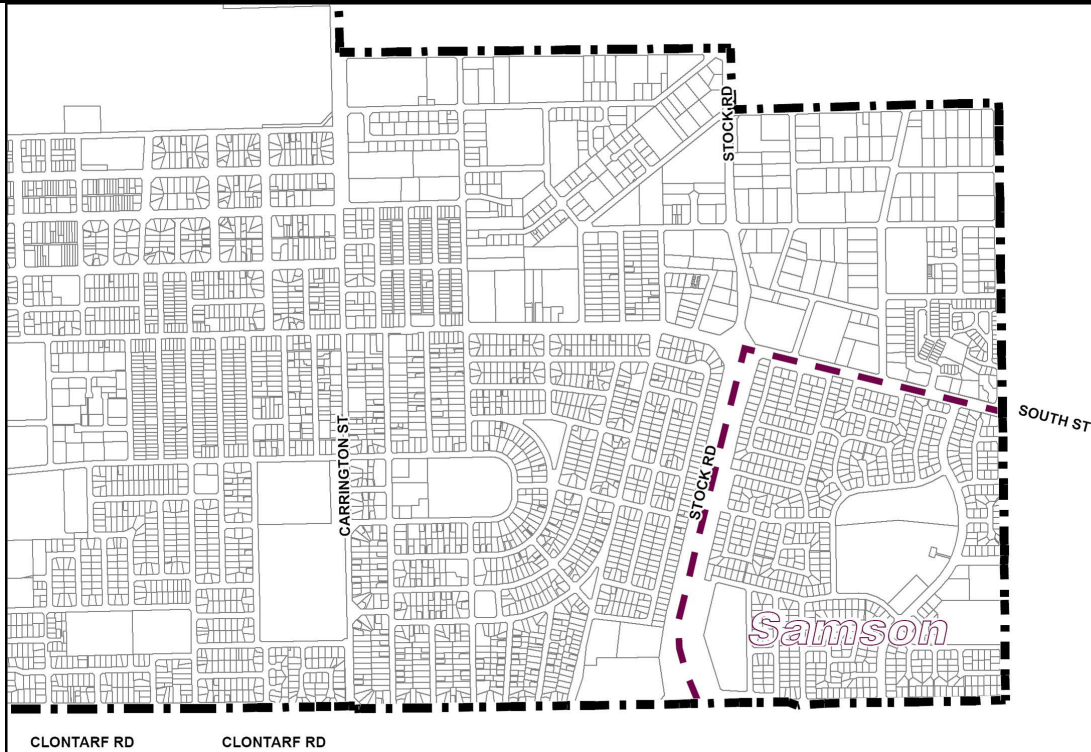 STOCK RD
SOUTH ST
CARRINGTON ST
STOCK RD
Samson
CLONTARF RD
CLONTARF RD